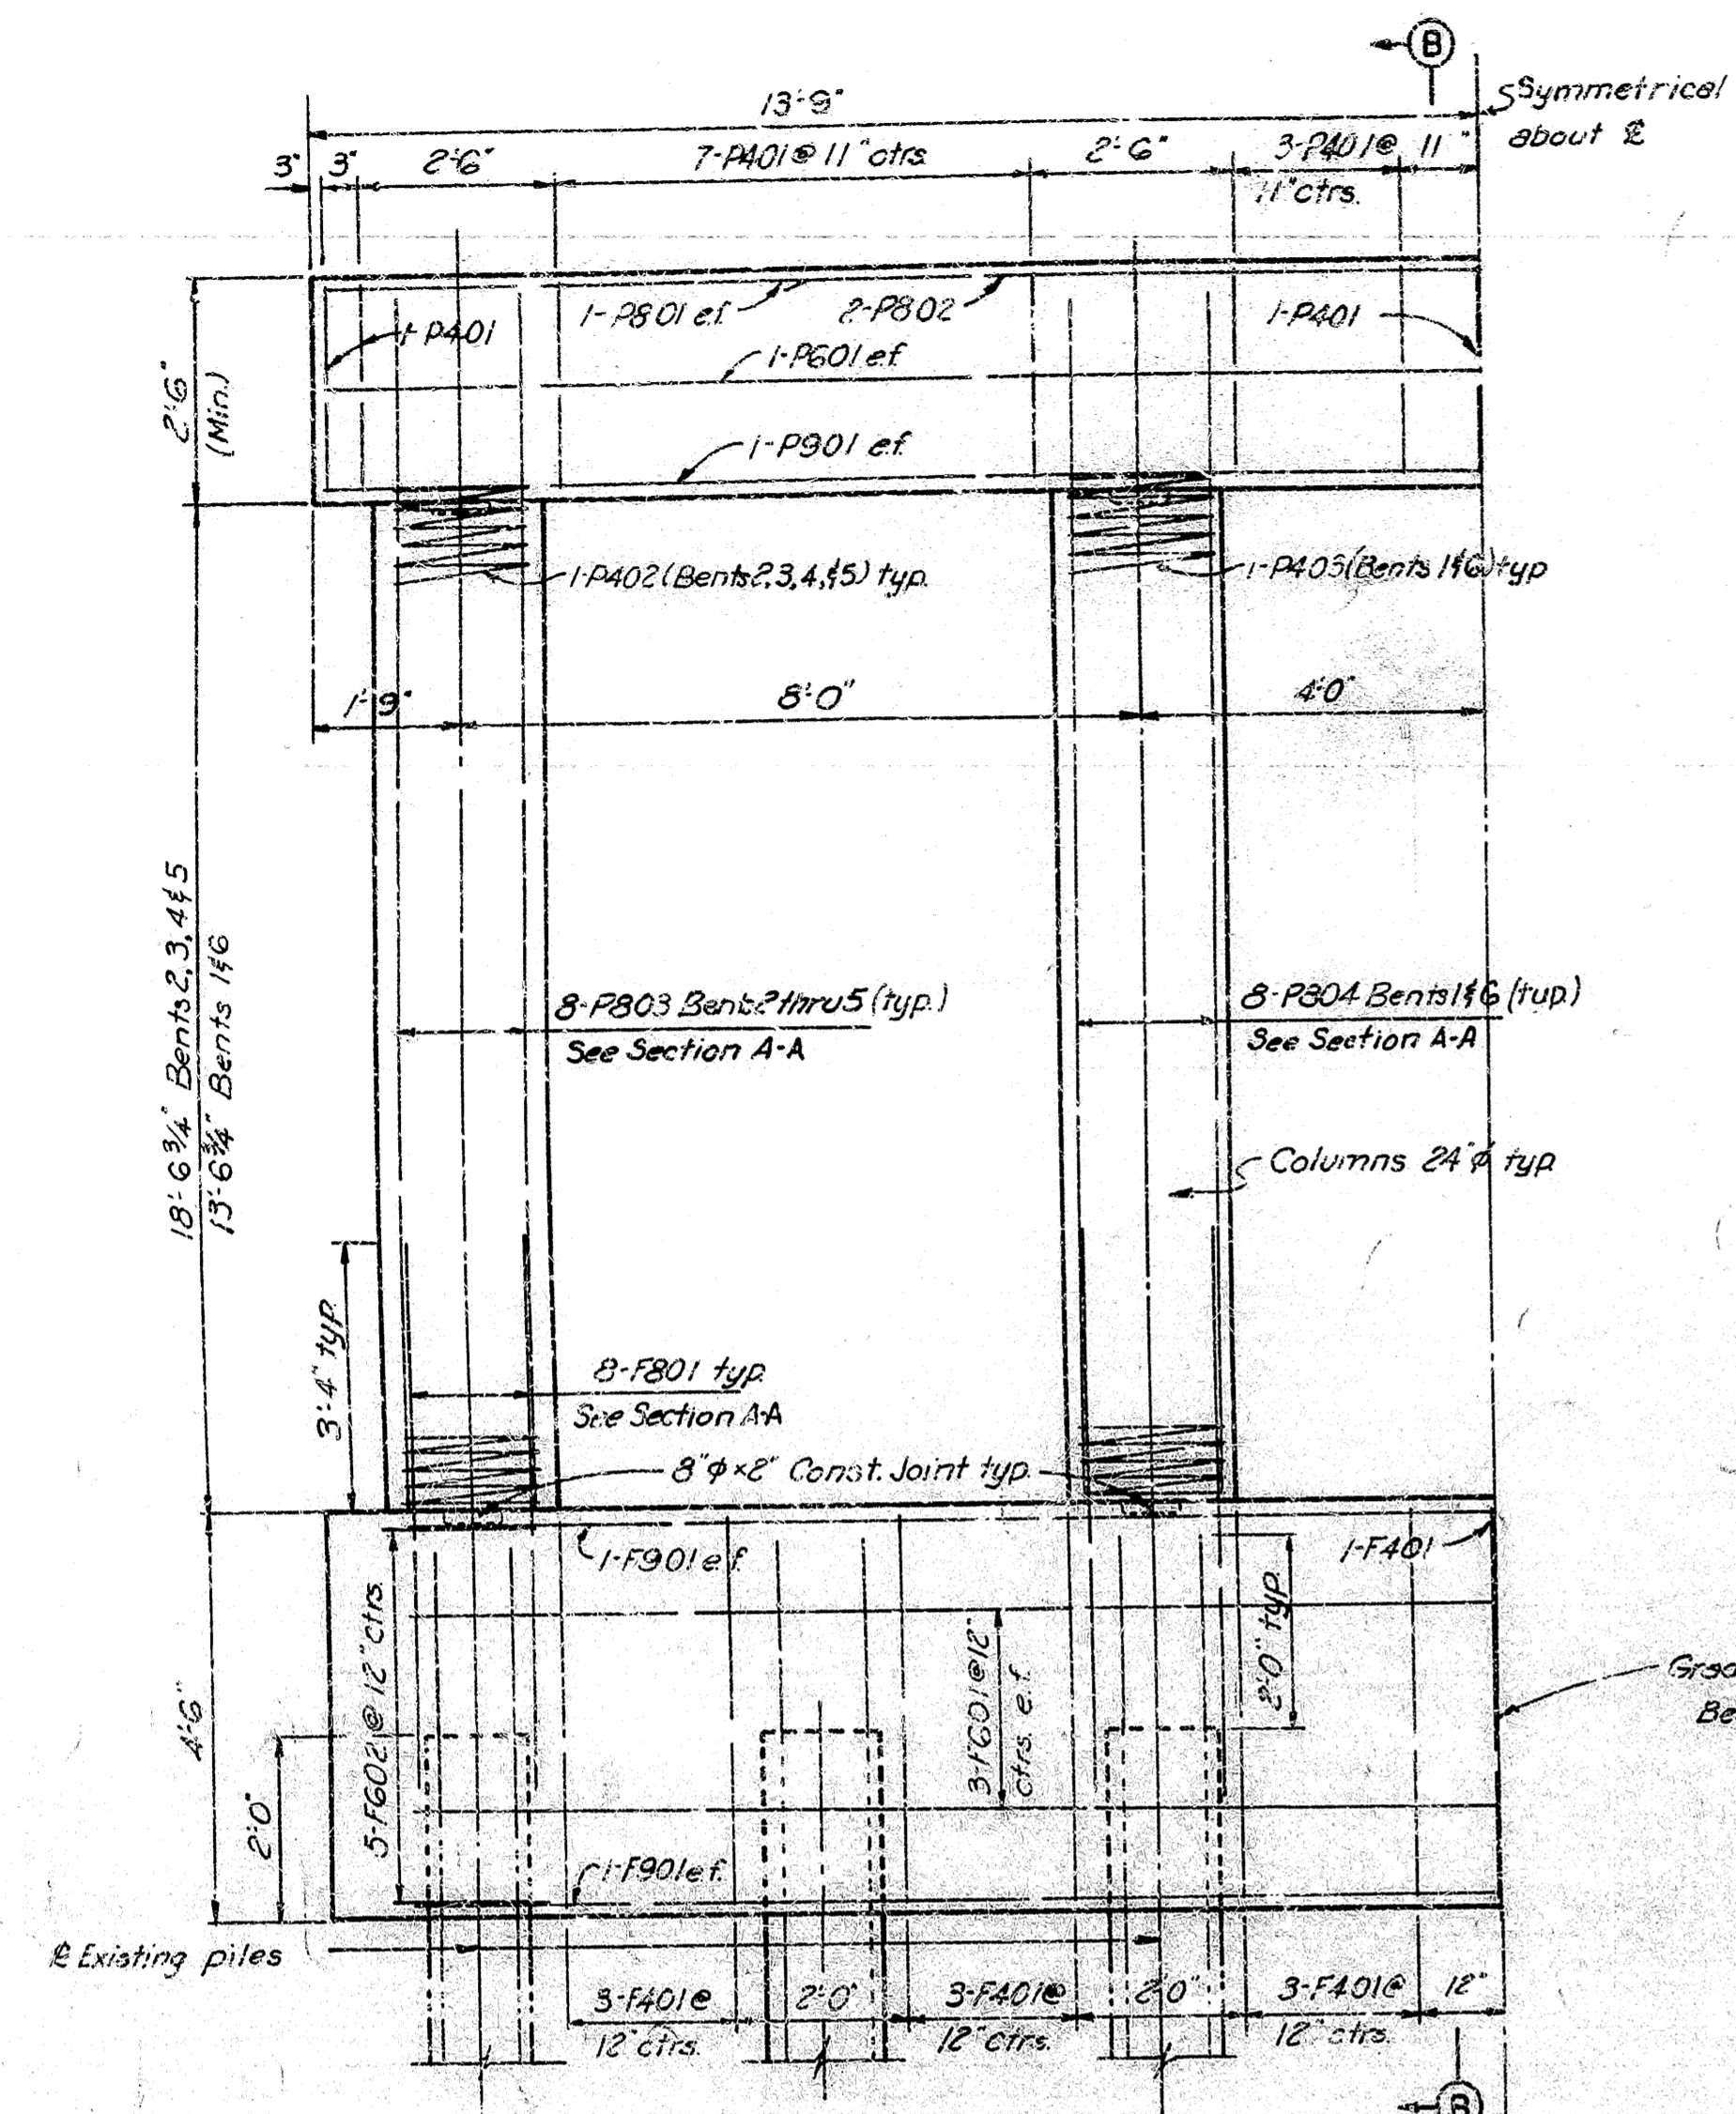 B
13'-9"
Symmetrical
about ℄
3" 3" 2'-6" 7-P401@ 11" ctrs. 2'-6" 3-P401@ 11"
11" ctrs.
1-P801 e.f. 2-P802
1-P401 1-P401
1-P601 e.f.
2'-6"
(Min.)
1-P901 e.f.
1-P402 (Bents 2,3,4,&5) typ. 1-P403 (Bents 1&6) typ
1'-9" 8'-0" 4'-0"
18'-6 3/4" Bents 2,3,4&5
13'-6 3/4" Bents 1&6
8-P803 Bents 2 thru 5 (typ.) 8-P804 Bents 1&6 (typ.)
See Section A-A See Section A-A
Columns 24"φ typ.
3'-4" typ.
8-F801 typ.
See Section A-A
8"φ×2" Const. Joint typ.
1-F901 e.f. 1-F401
5-F602@ 12" ctrs.
3-F601@12"
ctrs. e.f.
2'-0" typ.
4'-6"
2'-0"
1-F901 e.f.
℄ Existing piles
3-F401@ 2'-0" 3-F401@ 2'-0" 3-F401@ 12"
12" ctrs. 12" ctrs. 12" ctrs.
B